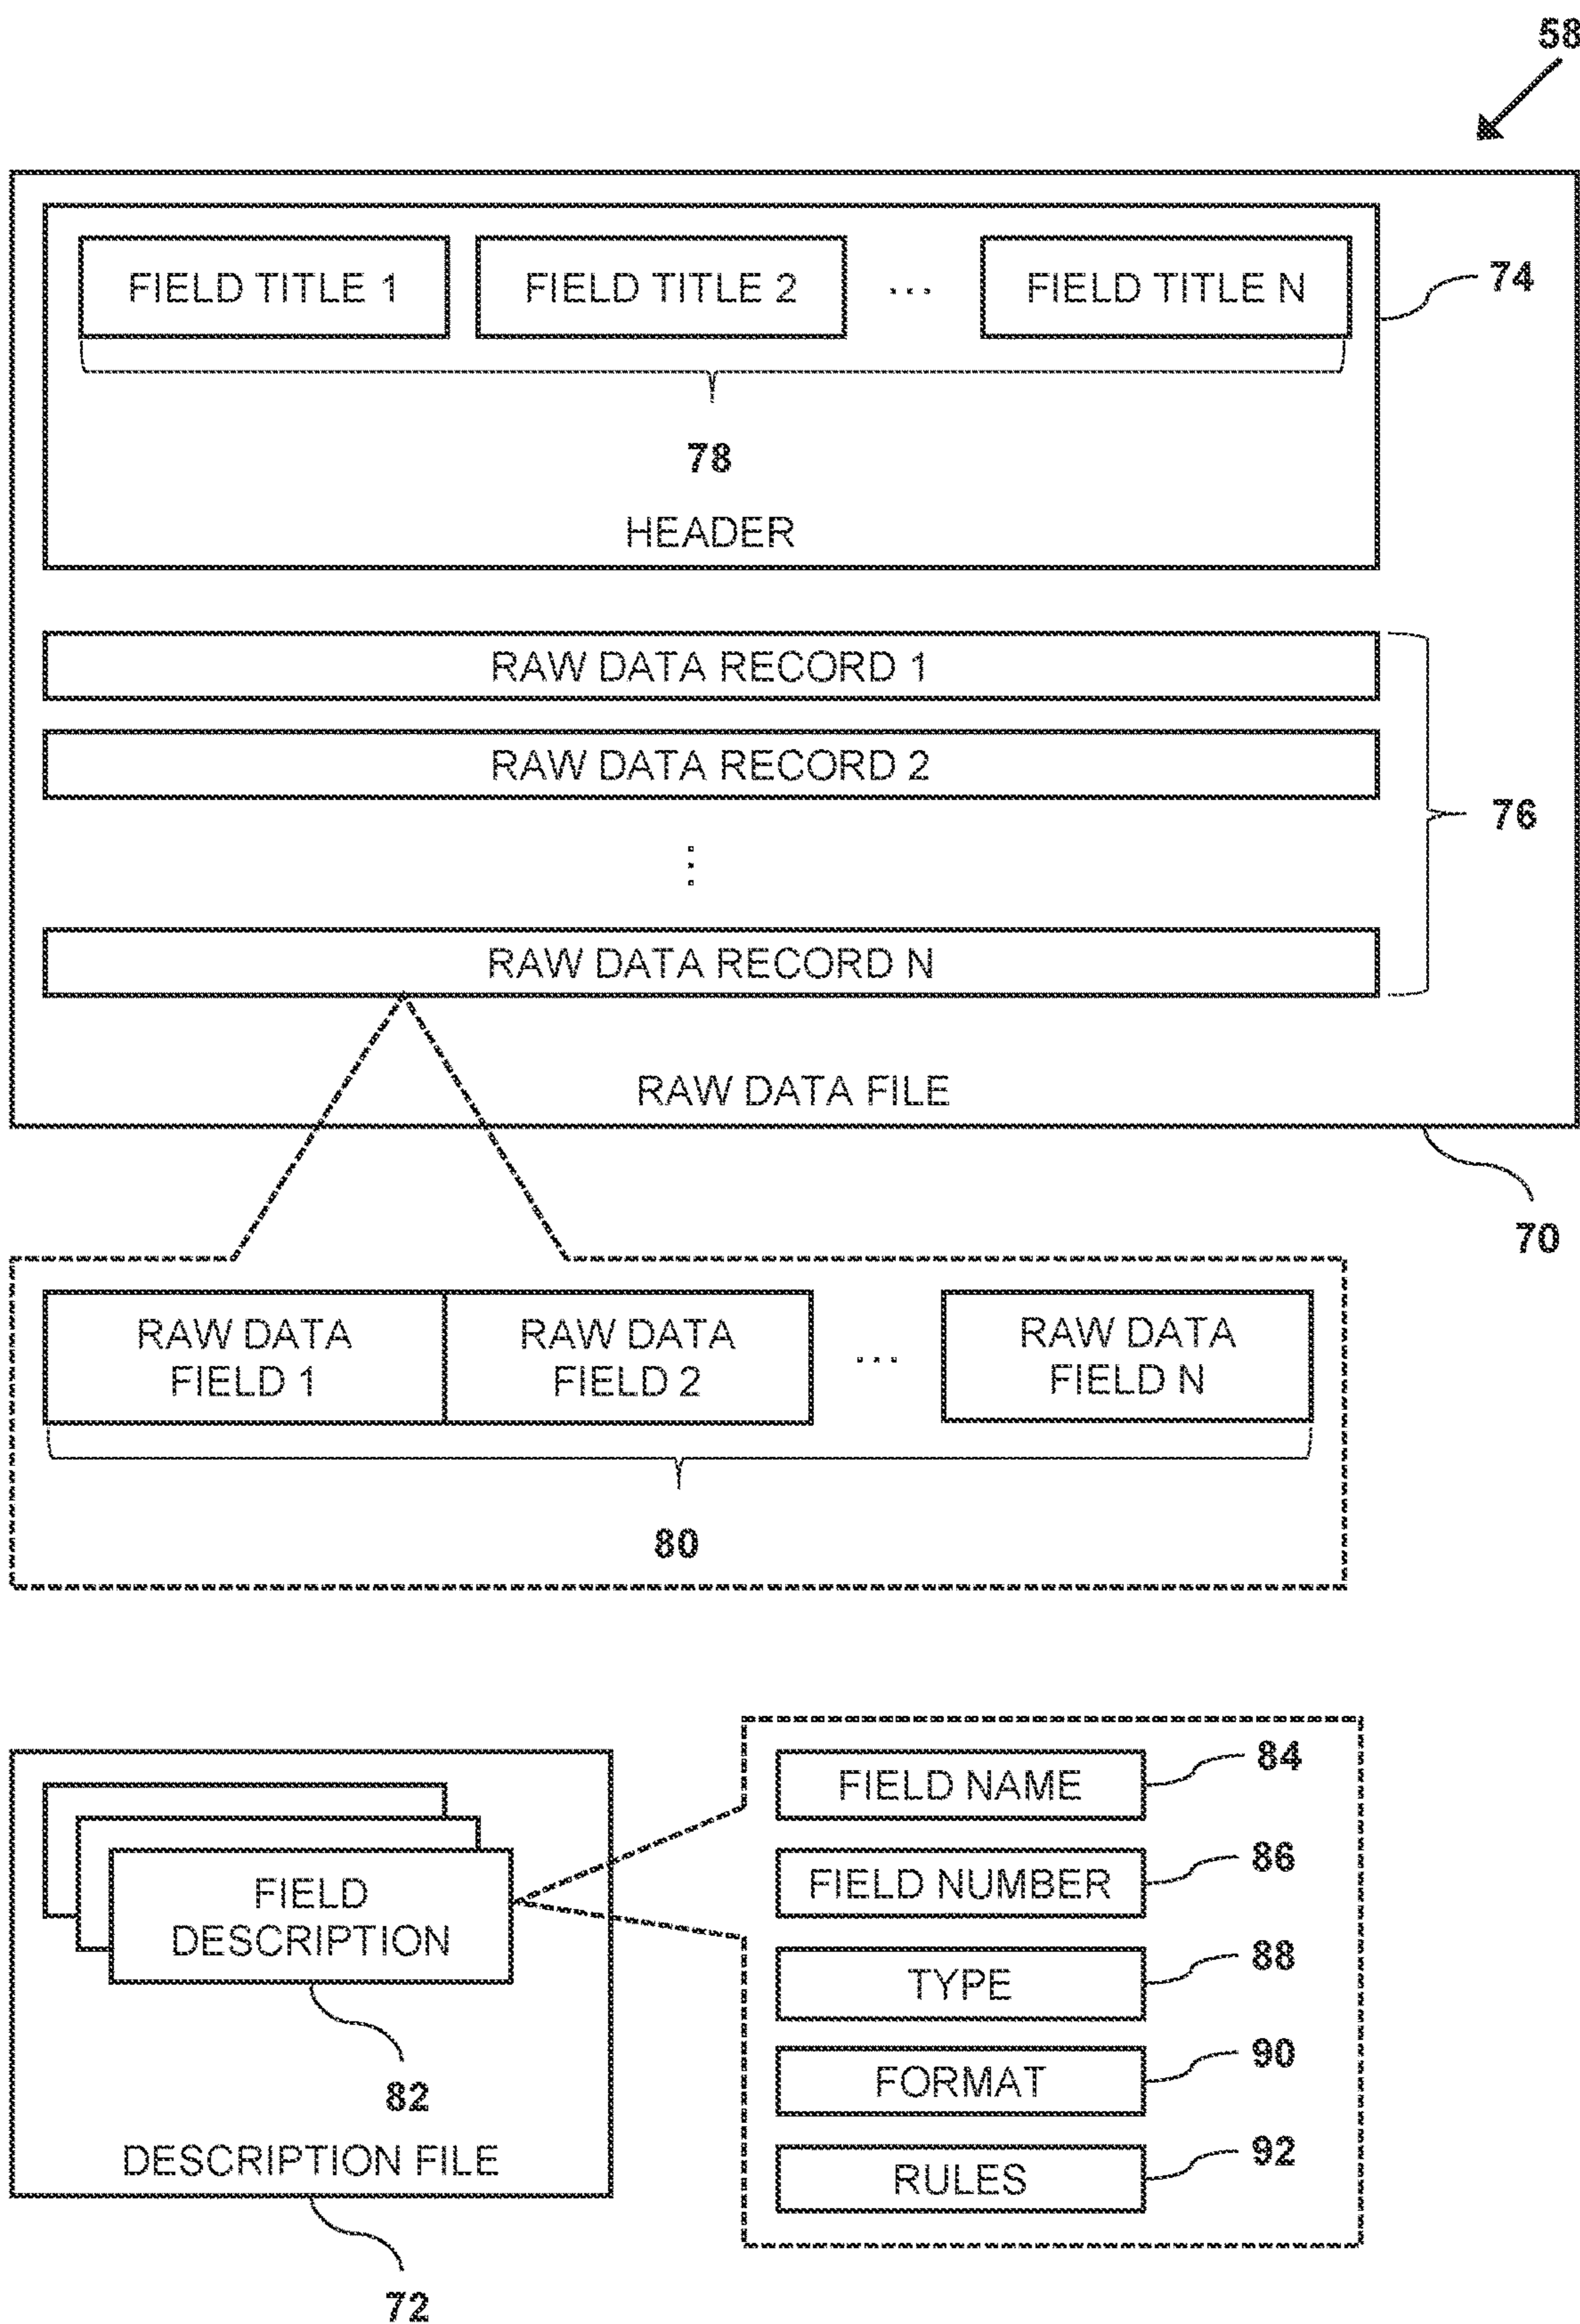 58
FIELD TITLE 1 FIELD TITLE 2 ... FIELD TITLE N
74
78
HEADER
RAW DATA RECORD 1
RAW DATA RECORD 2
76
⋮
RAW DATA RECORD N
RAW DATA FILE
70
RAW DATA
FIELD 1
RAW DATA
FIELD 2
...
RAW DATA
FIELD N
80
FIELD
DESCRIPTION
82
DESCRIPTION FILE
72
FIELD NAME
84
FIELD NUMBER
86
TYPE
88
FORMAT
90
RULES
92